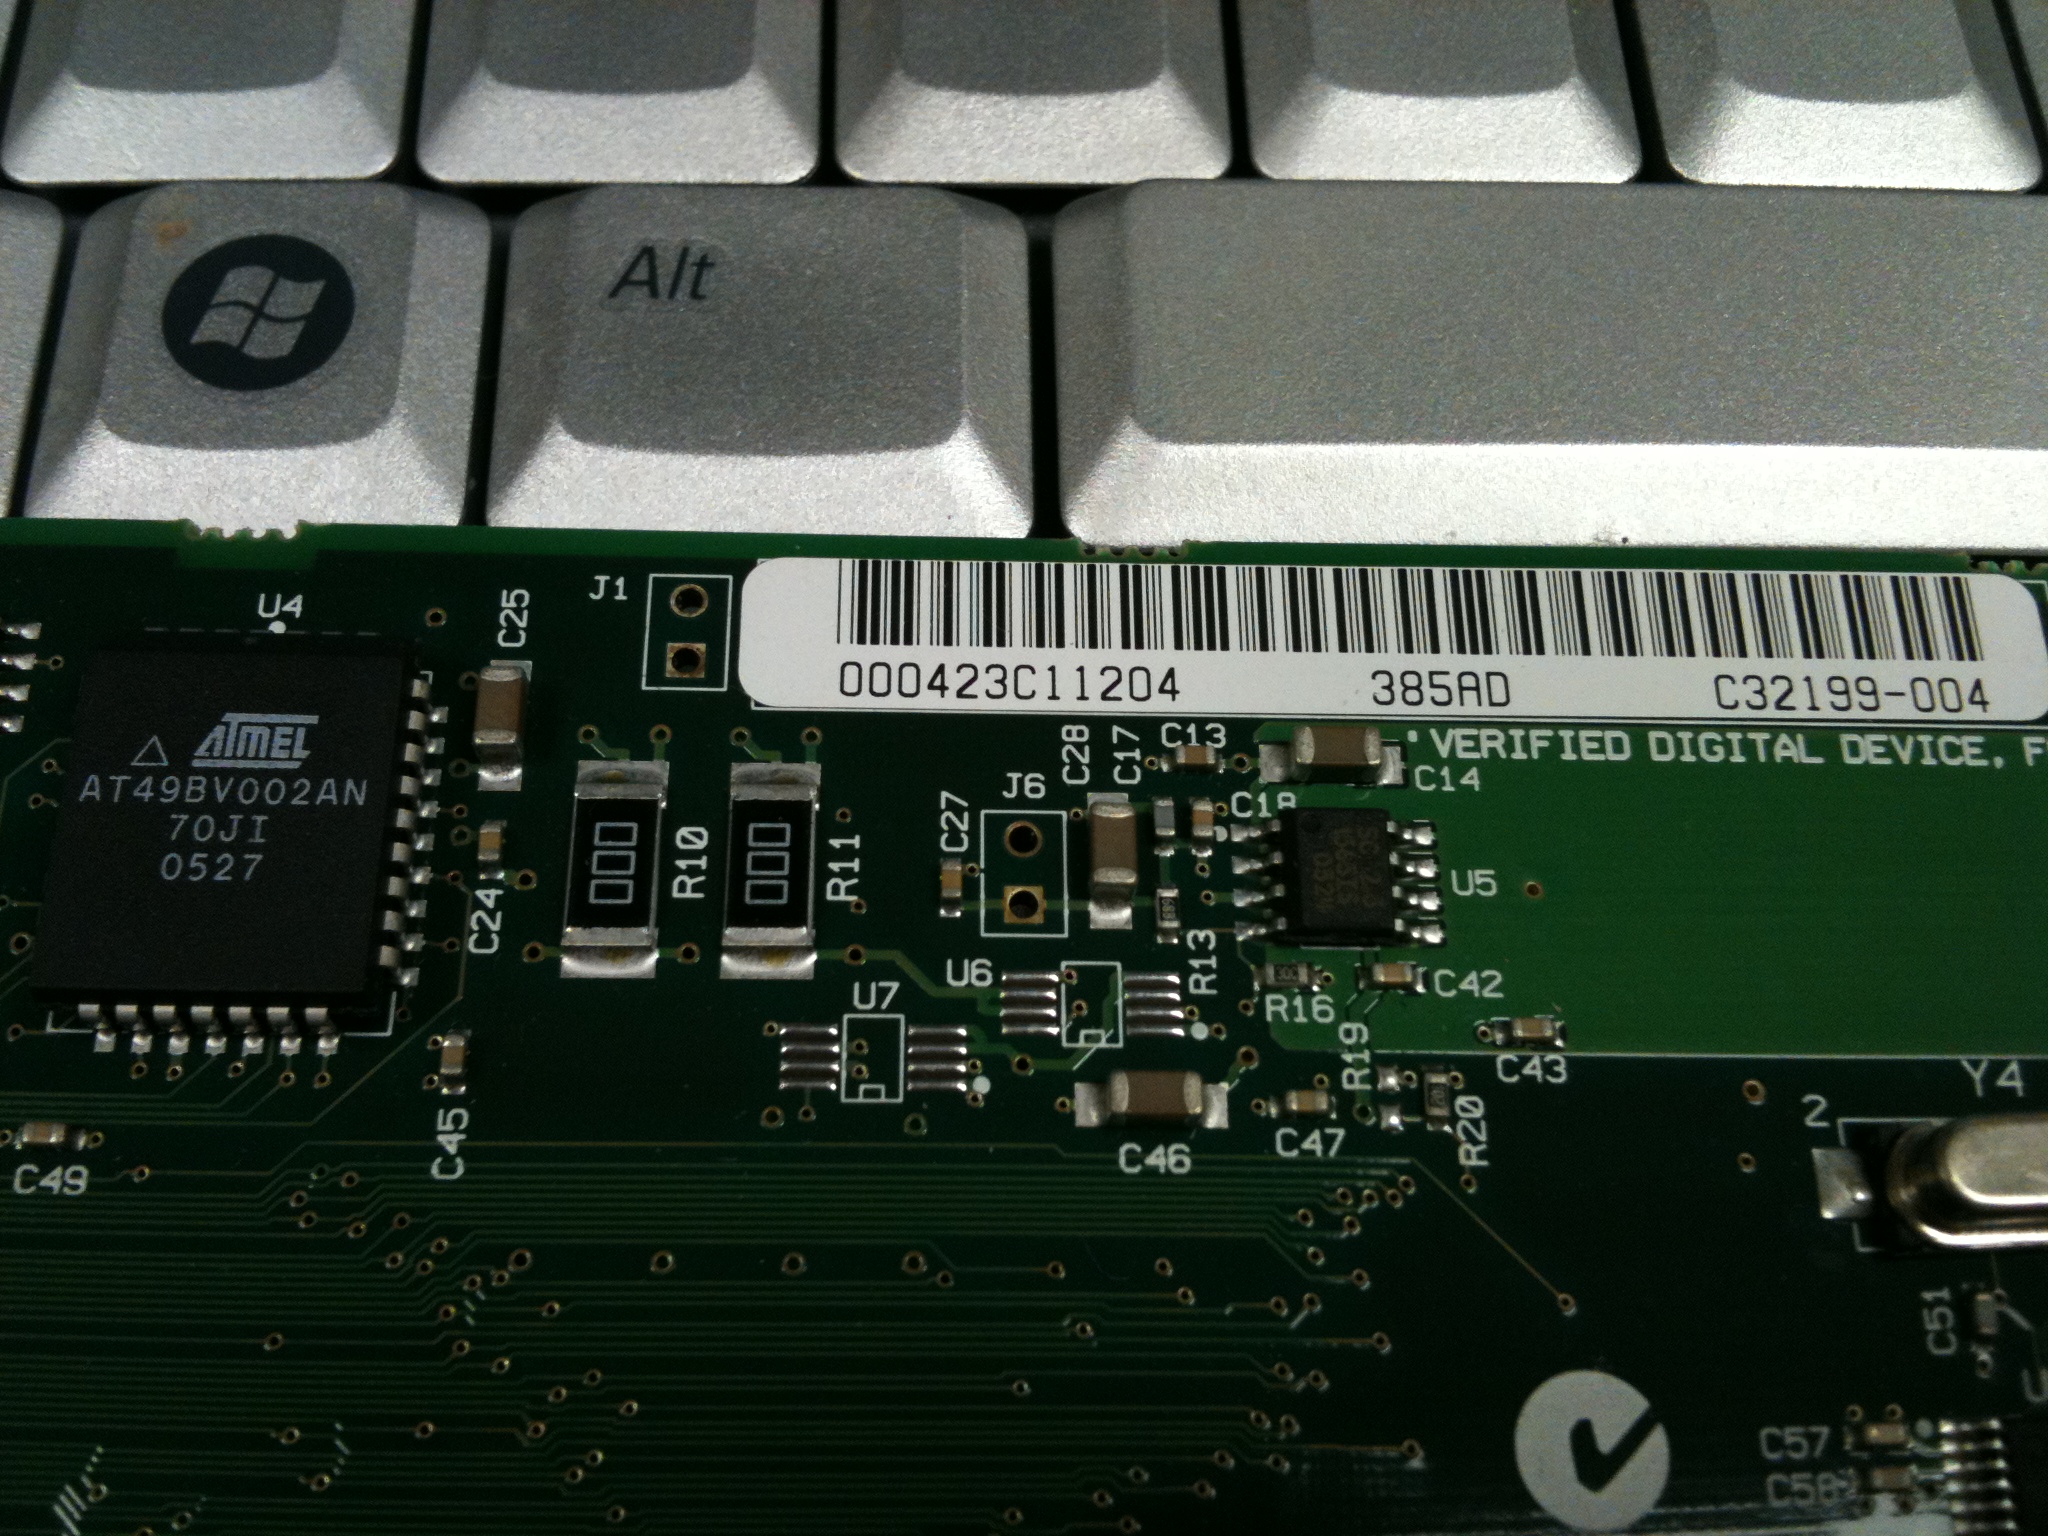 Alt
J1
000423C11204 385AD C32199-004
U4
C25
ATMEL
AT49BV002AN
70JI
0527
C24
R10
R11
C27
J6
C28
C17
C13
C14
VERIFIED DIGITAL DEVICE, F
C18
U5
U6
U7
R13
R16
C42
R19
C43
R20
C45
C46
C47
C49
Y4
2
C51
C57
C58